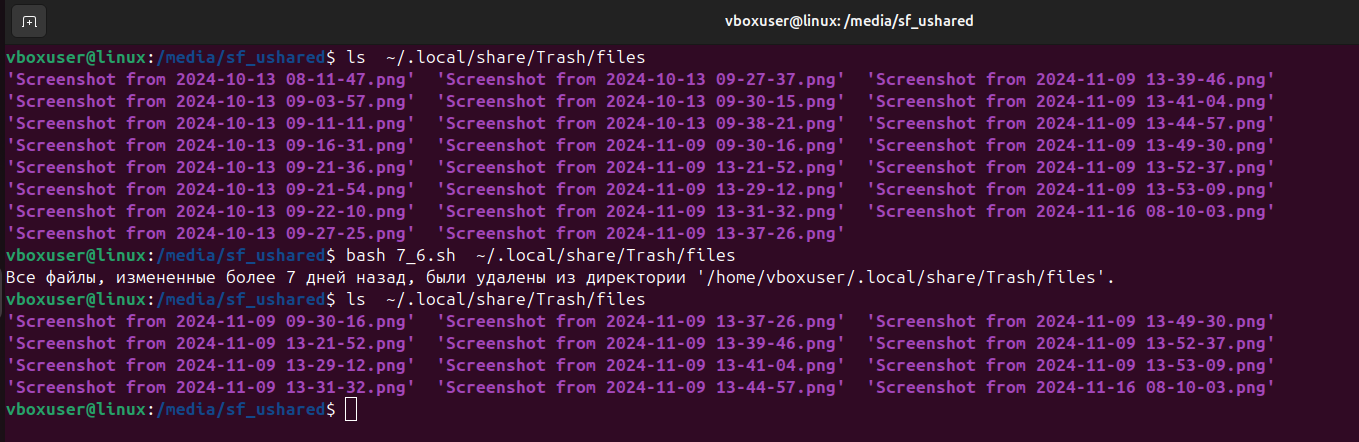 vboxuser@linux: /media/sf_ushared
vboxuser@linux:/media/sf_ushared$ ls  ~/.local/share/Trash/files
'Screenshot from 2024-10-13 08-11-47.png'  'Screenshot from 2024-10-13 09-27-37.png'  'Screenshot from 2024-11-09 13-39-46.png'
'Screenshot from 2024-10-13 09-03-57.png'  'Screenshot from 2024-10-13 09-30-15.png'  'Screenshot from 2024-11-09 13-41-04.png'
'Screenshot from 2024-10-13 09-11-11.png'  'Screenshot from 2024-10-13 09-38-21.png'  'Screenshot from 2024-11-09 13-44-57.png'
'Screenshot from 2024-10-13 09-16-31.png'  'Screenshot from 2024-11-09 09-30-16.png'  'Screenshot from 2024-11-09 13-49-30.png'
'Screenshot from 2024-10-13 09-21-36.png'  'Screenshot from 2024-11-09 13-21-52.png'  'Screenshot from 2024-11-09 13-52-37.png'
'Screenshot from 2024-10-13 09-21-54.png'  'Screenshot from 2024-11-09 13-29-12.png'  'Screenshot from 2024-11-09 13-53-09.png'
'Screenshot from 2024-10-13 09-22-10.png'  'Screenshot from 2024-11-09 13-31-32.png'  'Screenshot from 2024-11-16 08-10-03.png'
'Screenshot from 2024-10-13 09-27-25.png'  'Screenshot from 2024-11-09 13-37-26.png'
vboxuser@linux:/media/sf_ushared$ bash 7_6.sh  ~/.local/share/Trash/files
Все файлы, измененные более 7 дней назад, были удалены из директории '/home/vboxuser/.local/share/Trash/files'.
vboxuser@linux:/media/sf_ushared$ ls  ~/.local/share/Trash/files
'Screenshot from 2024-11-09 09-30-16.png'  'Screenshot from 2024-11-09 13-37-26.png'  'Screenshot from 2024-11-09 13-49-30.png'
'Screenshot from 2024-11-09 13-21-52.png'  'Screenshot from 2024-11-09 13-39-46.png'  'Screenshot from 2024-11-09 13-52-37.png'
'Screenshot from 2024-11-09 13-29-12.png'  'Screenshot from 2024-11-09 13-41-04.png'  'Screenshot from 2024-11-09 13-53-09.png'
'Screenshot from 2024-11-09 13-31-32.png'  'Screenshot from 2024-11-09 13-44-57.png'  'Screenshot from 2024-11-16 08-10-03.png'
vboxuser@linux:/media/sf_ushared$